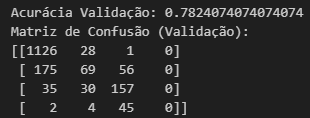 Acurácia Validação: 0.7824074074074074
Matriz de Confusão (Validação):
[[1126 28 1 0]
[ 175 69 56 0]
[ 35 30 157 0]
[ 2 4 45 0]]